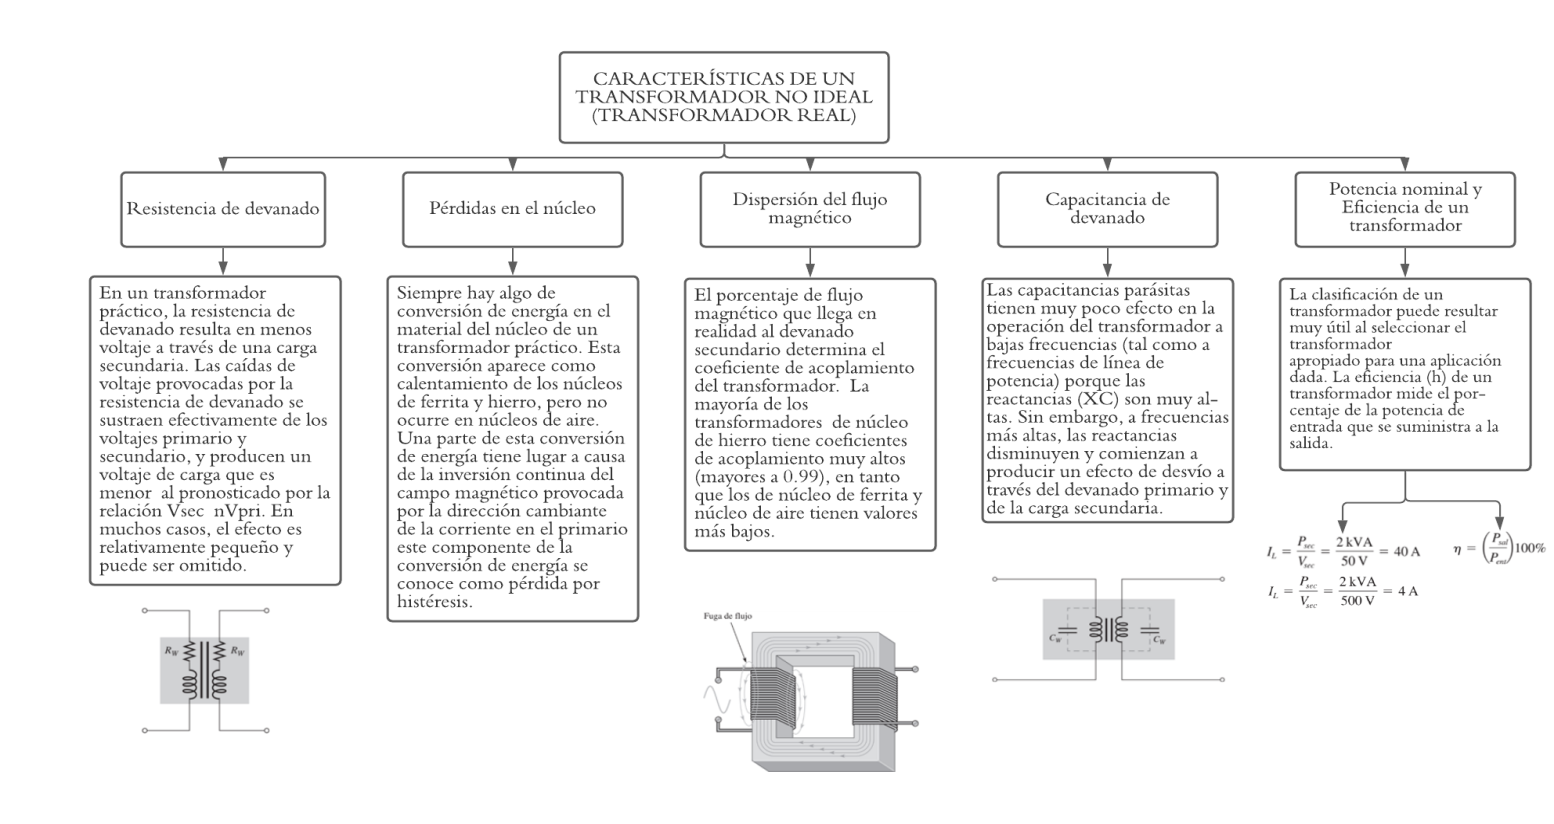 CARACTERÍSTICAS DE UN
TRANSFORMADOR NO IDEAL
(TRANSFORMADOR REAL)
Resistencia de devanado
Pérdidas en el núcleo
Dispersión del flujo
magnético
Capacitancia de
devanado
Potencia nominal y
Eficiencia de un
transformador
En un transformador
práctico, la resistencia de
devanado resulta en menos
voltaje a través de una carga
secundaria. Las caídas de
voltaje provocadas por la
resistencia de devanado se
sustraen efectivamente de los
voltajes primario y
secundario, y producen un
voltaje de carga que es
menor al pronosticado por la
relación Vsec nVpri. En
muchos casos, el efecto es
relativamente pequeño y
puede ser omitido.
Siempre hay algo de
conversión de energía en el
material del núcleo de un
transformador práctico. Esta
conversión aparece como
calentamiento de los núcleos
de ferrita y hierro, pero no
ocurre en núcleos de aire.
Una parte de esta conversión
de energía tiene lugar a causa
de la inversión continua del
campo magnético provocada
por la dirección cambiante
de la corriente en el primario
este componente de la
conversión de energía se
conoce como pérdida por
histéresis.
El porcentaje de flujo
magnético que llega en
realidad al devanado
secundario determina el
coeficiente de acoplamiento
del transformador. La
mayoría de los
transformadores de núcleo
de hierro tiene coeficientes
de acoplamiento muy altos
(mayores a 0.99), en tanto
que los de núcleo de ferrita y
núcleo de aire tienen valores
más bajos.
Las capacitancias parásitas
tienen muy poco efecto en la
operación del transformador a
bajas frecuencias (tal como a
frecuencias de línea de
potencia) porque las
reactancias (XC) son muy al-
tas. Sin embargo, a frecuencias
más altas, las reactancias
disminuyen y comienzan a
producir un efecto de desvío a
través del devanado primario y
de la carga secundaria.
La clasificación de un
transformador puede resultar
muy útil al seleccionar el
transformador
apropiado para una aplicación
dada. La eficiencia (h) de un
transformador mide el por-
centaje de la potencia de
entrada que se suministra a la
salida.
I_L = P_sec / V_sec = 2 kVA / 50 V = 40 A
I_L = P_sec / V_sec = 2 kVA / 500 V = 4 A
η = (P_sal / P_ent) 100%
R_W R_W
Fuga de flujo
C_W C_W